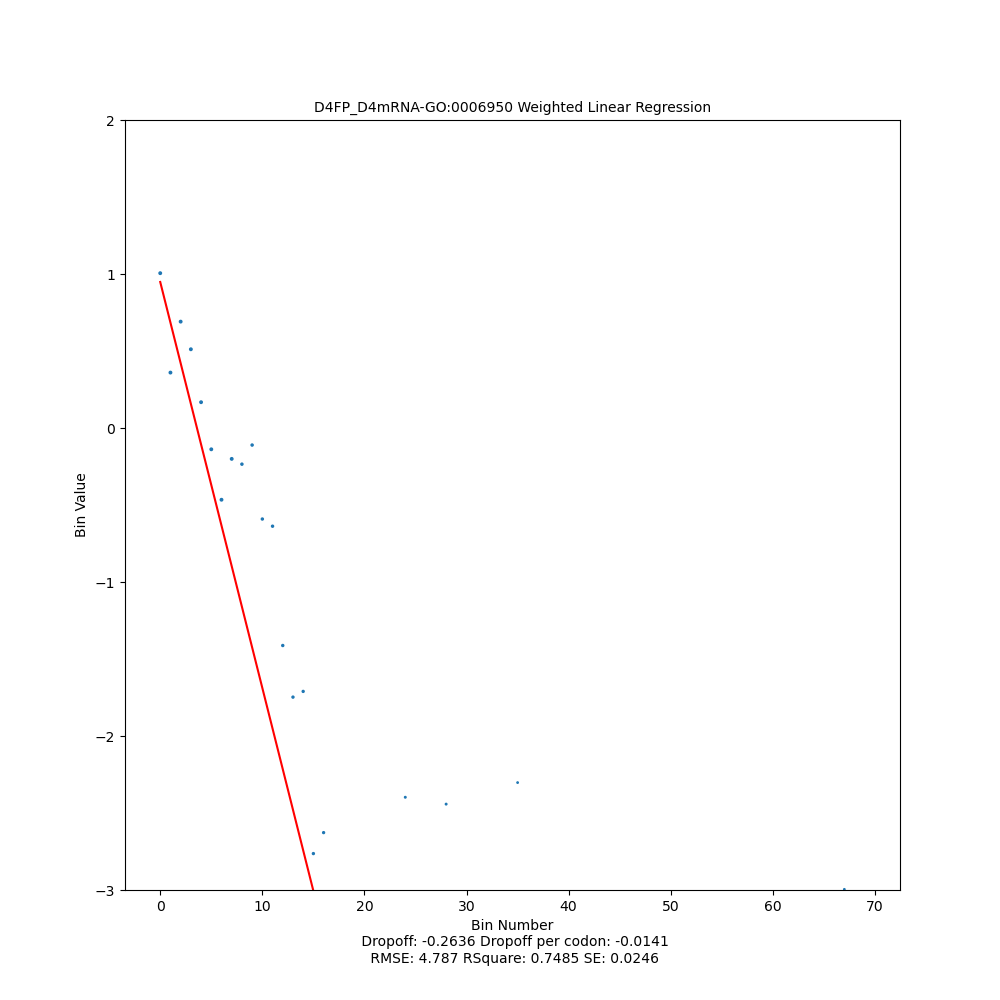 D4FP_D4mRNA-GO:0006950 Weighted Linear Regression
2
1
0
−1
−2
−3
Bin Value
0 10 20 30 40 50 60 70
Bin Number
Dropoff: -0.2636 Dropoff per codon: -0.0141
RMSE: 4.787 RSquare: 0.7485 SE: 0.0246